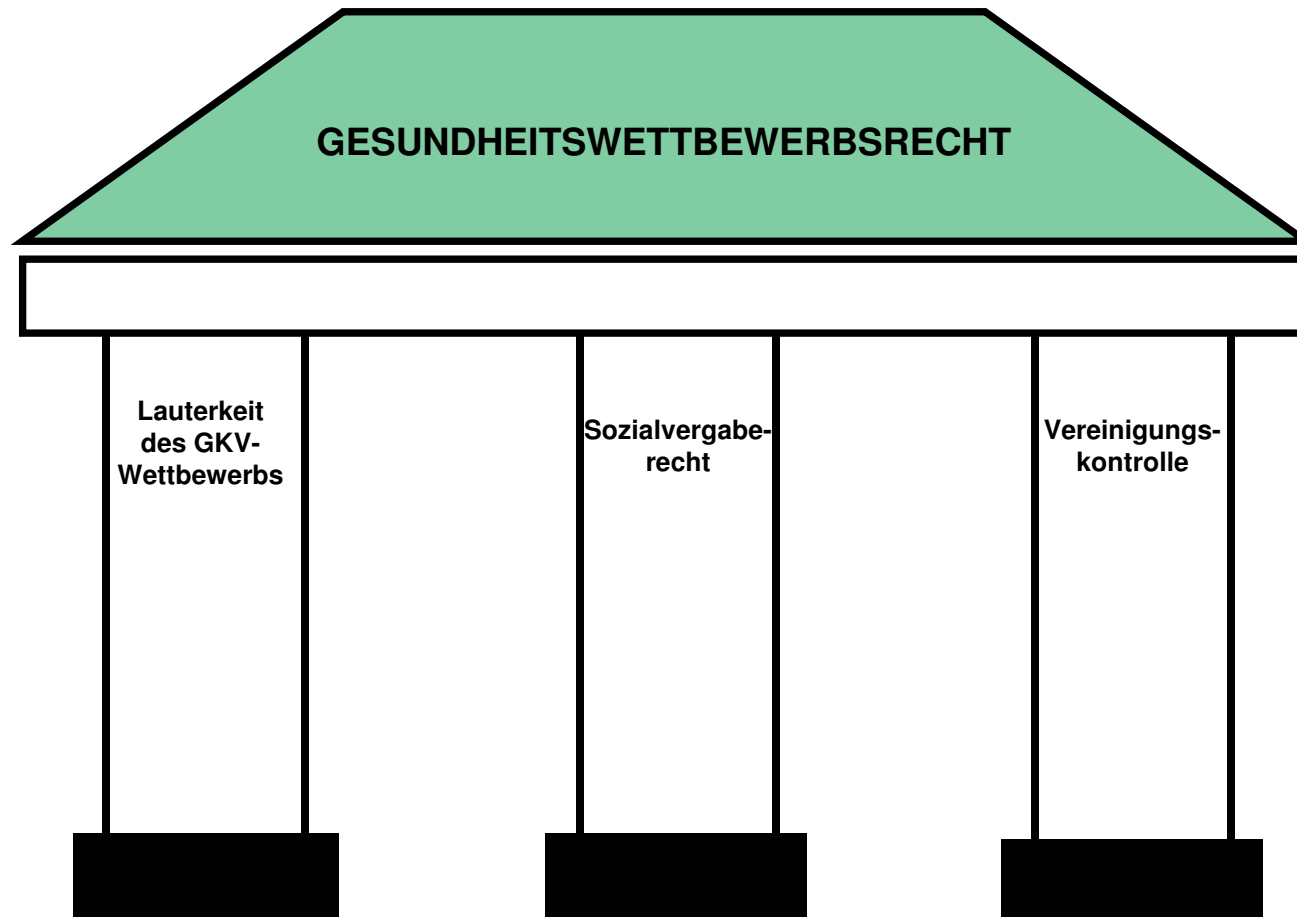 GESUNDHEITSWETTBEWERBSRECHT
Lauterkeit
des GKV-
Wettbewerbs
Sozialvergabe-
recht
Vereinigungs-
kontrolle